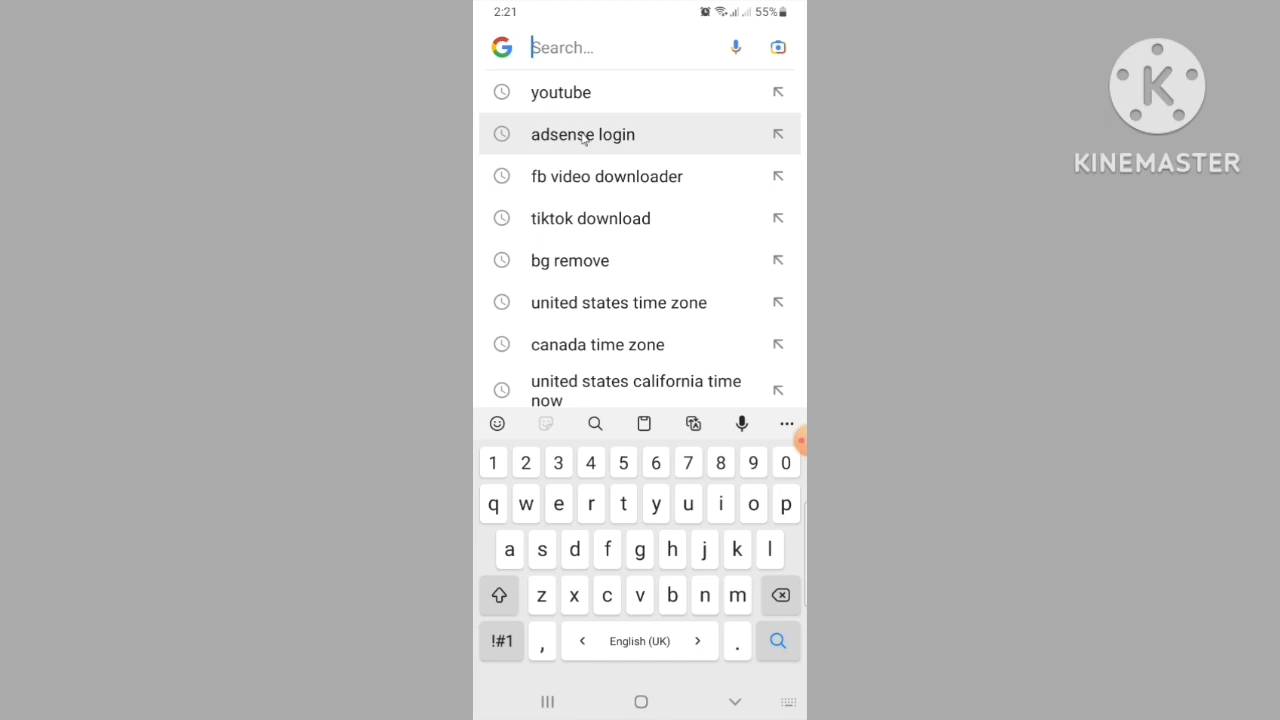 2:21
55%
Search...
youtube
adsense login
fb video downloader
tiktok download
bg remove
united states time zone
canada time zone
united states california time
now
K
KINEMASTER
1 2 3 4 5 6 7 8 9 0
q w e r t y u i o p
a s d f g h j k l
z x c v b n m
!#1 , < English (UK) > .